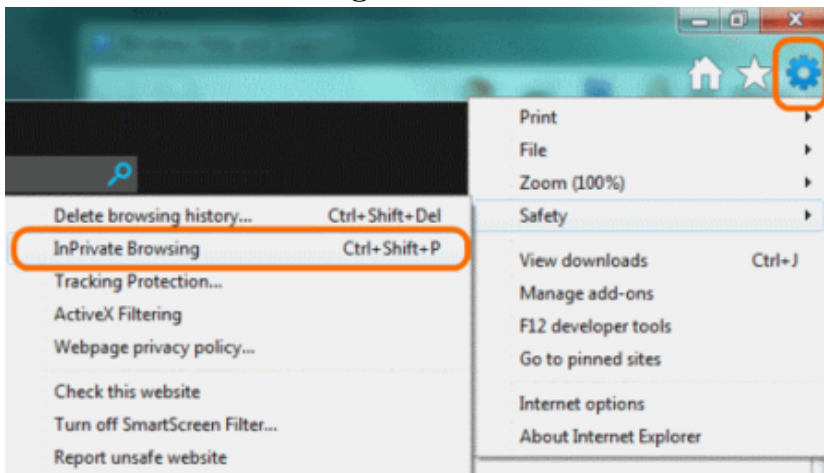 Print
File
Zoom (100%)
Safety
View downloads Ctrl+J
Manage add-ons
F12 developer tools
Go to pinned sites
Internet options
About Internet Explorer
Delete browsing history... Ctrl+Shift+Del
InPrivate Browsing Ctrl+Shift+P
Tracking Protection...
ActiveX Filtering
Webpage privacy policy...
Check this website
Turn off SmartScreen Filter...
Report unsafe website